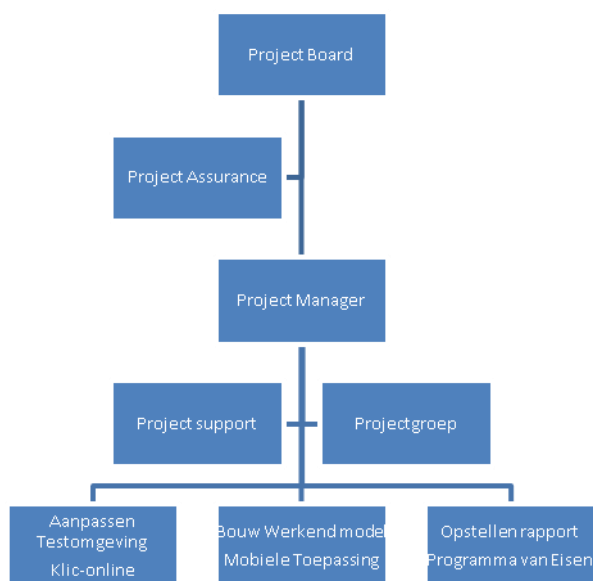 Project Board
Project Assurance
Project Manager
Project support
Projectgroep
Aanpassen
Testomgeving
Klic-online
Bouw Werkend model
Mobiele Toepassing
Opstellen rapport
Programma van Eisen